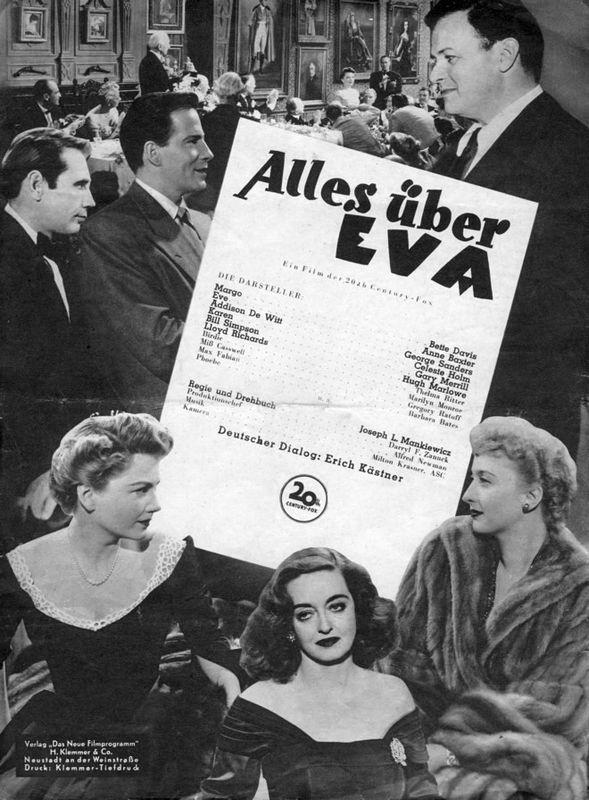 Alles über
EVA
Ein Film der 20th Century-Fox
DIE DARSTELLER:
Margo Bette Davis
Eve Anne Baxter
Addison De Witt George Sanders
Karen Celeste Holm
Bill Simpson Gary Merrill
Lloyd Richards Hugh Marlowe
Birdie Thelma Ritter
Miß Casswell Marilyn Monroe
Max Fabian Gregory Ratoff
Phoebe Barbara Bates
u. a.
Regie und Drehbuch Joseph L. Mankiewicz
Produktionschef Darryl F. Zanuck
Musik Alfred Newman
Kamera Milton Krasner, ASC
Deutscher Dialog: Erich Kästner
20th
CENTURY-FOX
Verlag „Das Neue Filmprogramm"
H. Klemmer & Co.
Neustadt an der Weinstraße
Druck: Klemmer-Tiefdruck